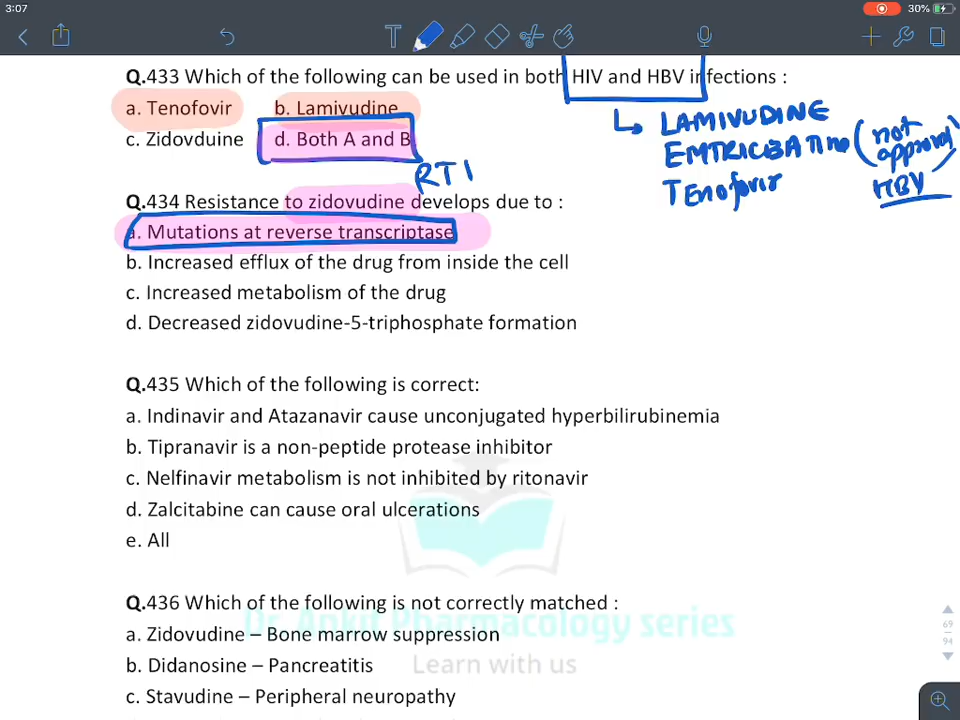 3:07
30%
Q.433 Which of the following can be used in both HIV and HBV infections :
a. Tenofovir b. Lamivudine
c. Zidovduine d. Both A and B
LAMIVUDINE
(not
approval
HBV
Tenofovir
RTI
Q.434 Resistance to zidovudine develops due to :
a. Mutations at reverse transcriptase
b. Increased efflux of the drug from inside the cell
c. Increased metabolism of the drug
d. Decreased zidovudine-5-triphosphate formation
Q.435 Which of the following is correct:
a. Indinavir and Atazanavir cause unconjugated hyperbilirubinemia
b. Tipranavir is a non-peptide protease inhibitor
c. Nelfinavir metabolism is not inhibited by ritonavir
d. Zalcitabine can cause oral ulcerations
e. All
Q.436 Which of the following is not correctly matched :
Dr. Ankit Pharmacology series
a. Zidovudine – Bone marrow suppression
b. Didanosine – Pancreatitis
Learn with us
c. Stavudine – Peripheral neuropathy
69
94